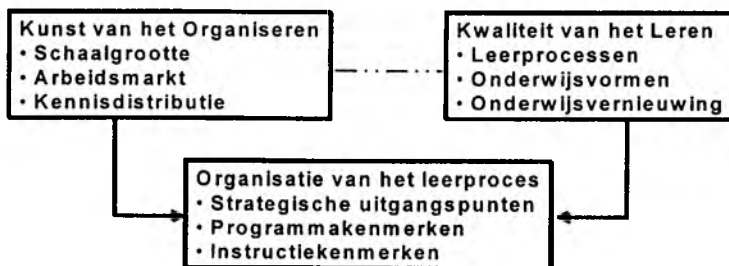 Kunst van het Organiseren
• Schaalgrootte
• Arbeidsmarkt
• Kennisdistributie
Kwaliteit van het Leren
• Leerprocessen
• Onderwijsvormen
• Onderwijsvernieuwing
Organisatie van het leerproces
• Strategische uitgangspunten
• Programmakenmerken
• Instructiekenmerken